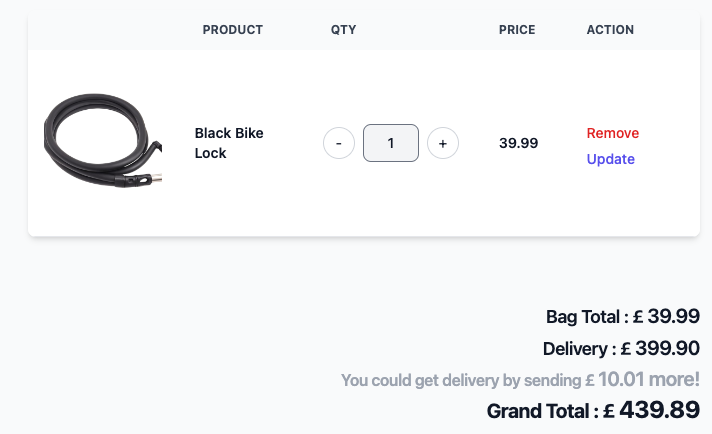 PRODUCT QTY PRICE ACTION
Black Bike
Lock
- 1 + 39.99
Remove
Update
Bag Total : £ 39.99
Delivery : £ 399.90
You could get delivery by sending £ 10.01 more!
Grand Total : £ 439.89